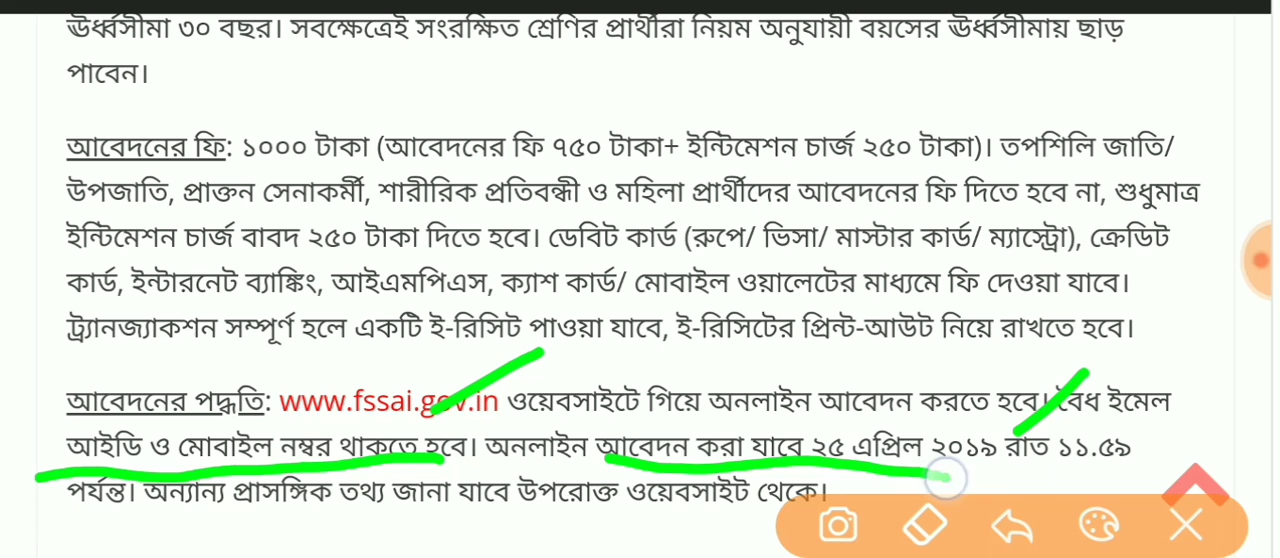 ঊর্ধ্বসীমা ৩০ বছর। সবক্ষেত্রেই সংরক্ষিত শ্রেণির প্রার্থীরা নিয়ম অনুযায়ী বয়সের ঊর্ধ্বসীমায় ছাড়
পাবেন।
আবেদনের ফি: ১০০০ টাকা (আবেদনের ফি ৭৫০ টাকা+ ইন্টিমেশন চার্জ ২৫০ টাকা)। তপশিলি জাতি/
উপজাতি, প্রাক্তন সেনাকর্মী, শারীরিক প্রতিবন্ধী ও মহিলা প্রার্থীদের আবেদনের ফি দিতে হবে না, শুধুমাত্র
ইন্টিমেশন চার্জ বাবদ ২৫০ টাকা দিতে হবে। ডেবিট কার্ড (রুপে/ ভিসা/ মাস্টার কার্ড/ ম্যাস্ট্রো), ক্রেডিট
কার্ড, ইন্টারনেট ব্যাঙ্কিং, আইএমপিএস, ক্যাশ কার্ড/ মোবাইল ওয়ালেটের মাধ্যমে ফি দেওয়া যাবে।
ট্র্যানজ্যাকশন সম্পূর্ণ হলে একটি ই-রিসিট পাওয়া যাবে, ই-রিসিটের প্রিন্ট-আউট নিয়ে রাখতে হবে।
আবেদনের পদ্ধতি: www.fssai.gov.in ওয়েবসাইটে গিয়ে অনলাইন আবেদন করতে হবে। বৈধ ইমেল
আইডি ও মোবাইল নম্বর থাকতে হবে। অনলাইন আবেদন করা যাবে ২৫ এপ্রিল ২০১৯ রাত ১১.৫৯
পর্যন্ত। অন্যান্য প্রাসঙ্গিক তথ্য জানা যাবে উপরোক্ত ওয়েবসাইট থেকে।